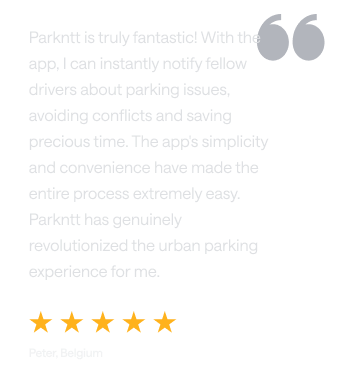 Parkntt is truly fantastic! With the
app, I can instantly notify fellow
drivers about parking issues,
avoiding conflicts and saving
precious time. The app's simplicity
and convenience have made the
entire process extremely easy.
Parkntt has genuinely
revolutionized the urban parking
experience for me.
Peter, Belgium